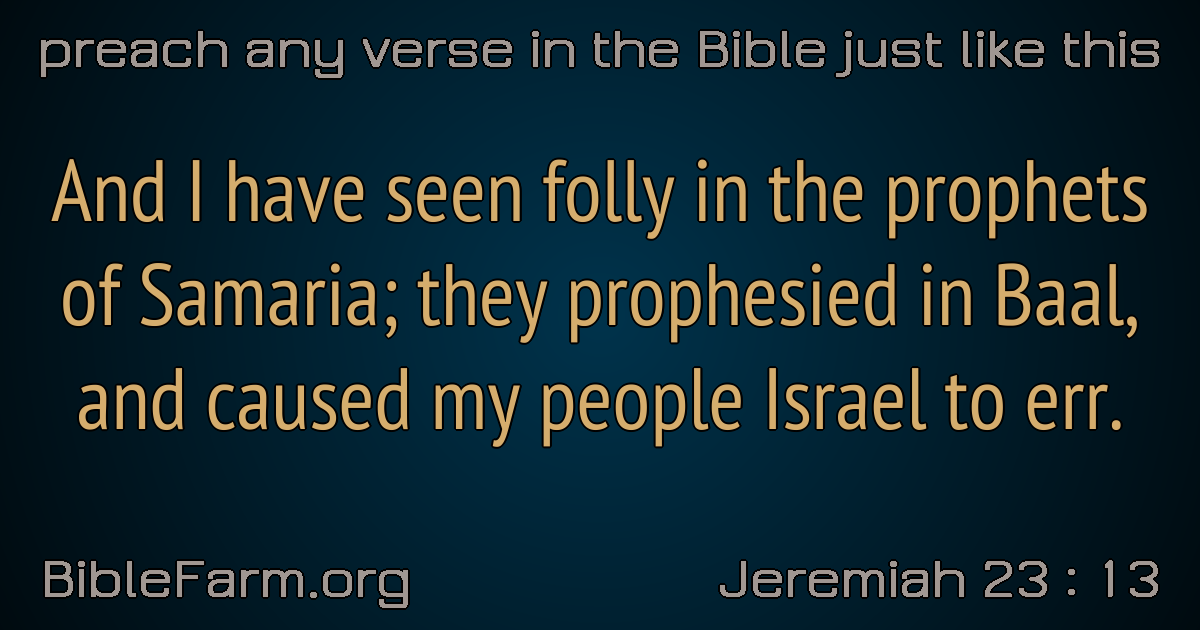 preach any verse in the Bible just like this
And I have seen folly in the prophets
of Samaria; they prophesied in Baal,
and caused my people Israel to err.
BibleFarm.org
Jeremiah 23 : 13